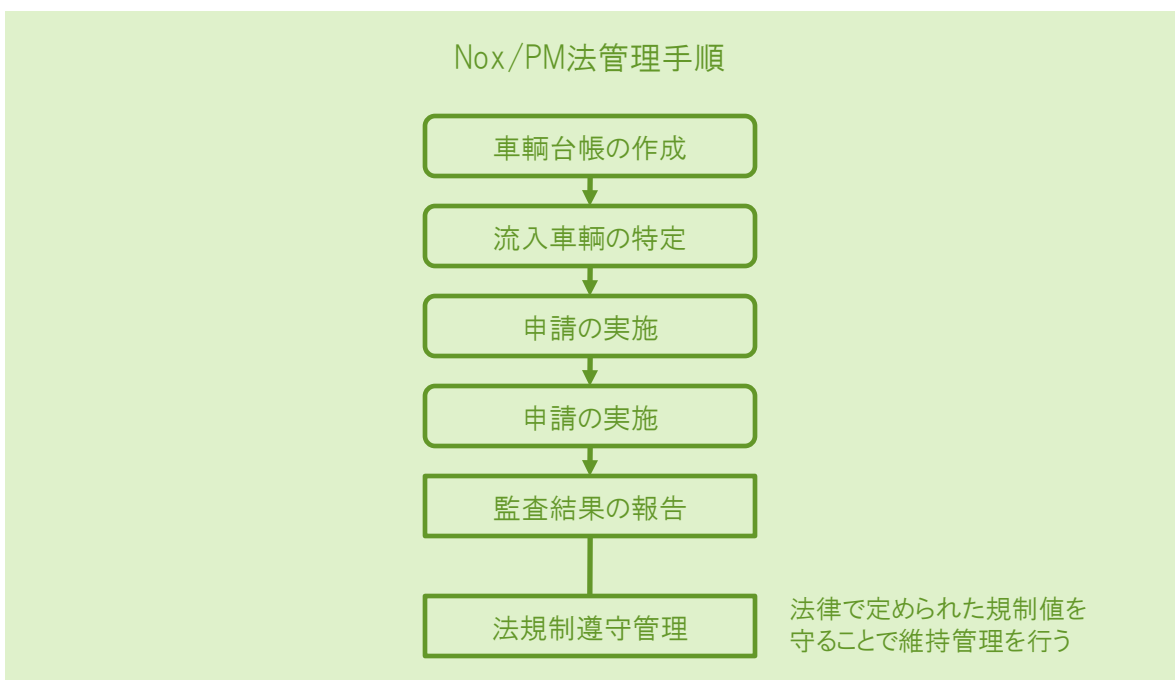 Nox/PM法管理手順
車輌台帳の作成
流入車輌の特定
申請の実施
申請の実施
監査結果の報告
法規制遵守管理
法律で定められた規制値を
守ることで維持管理を行う